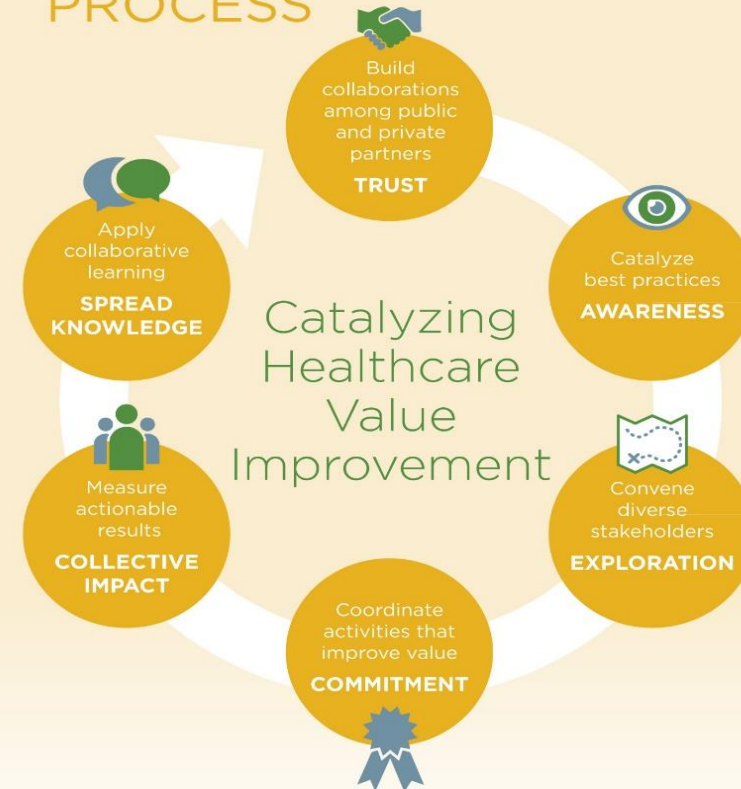 PROCESS
Build
collaborations
among public
and private
partners
TRUST
Catalyze
best practices
AWARENESS
Convene
diverse
stakeholders
EXPLORATION
Coordinate
activities that
improve value
COMMITMENT
Measure
actionable
results
COLLECTIVE
IMPACT
Apply
collaborative
learning
SPREAD
KNOWLEDGE
Catalyzing
Healthcare
Value
Improvement